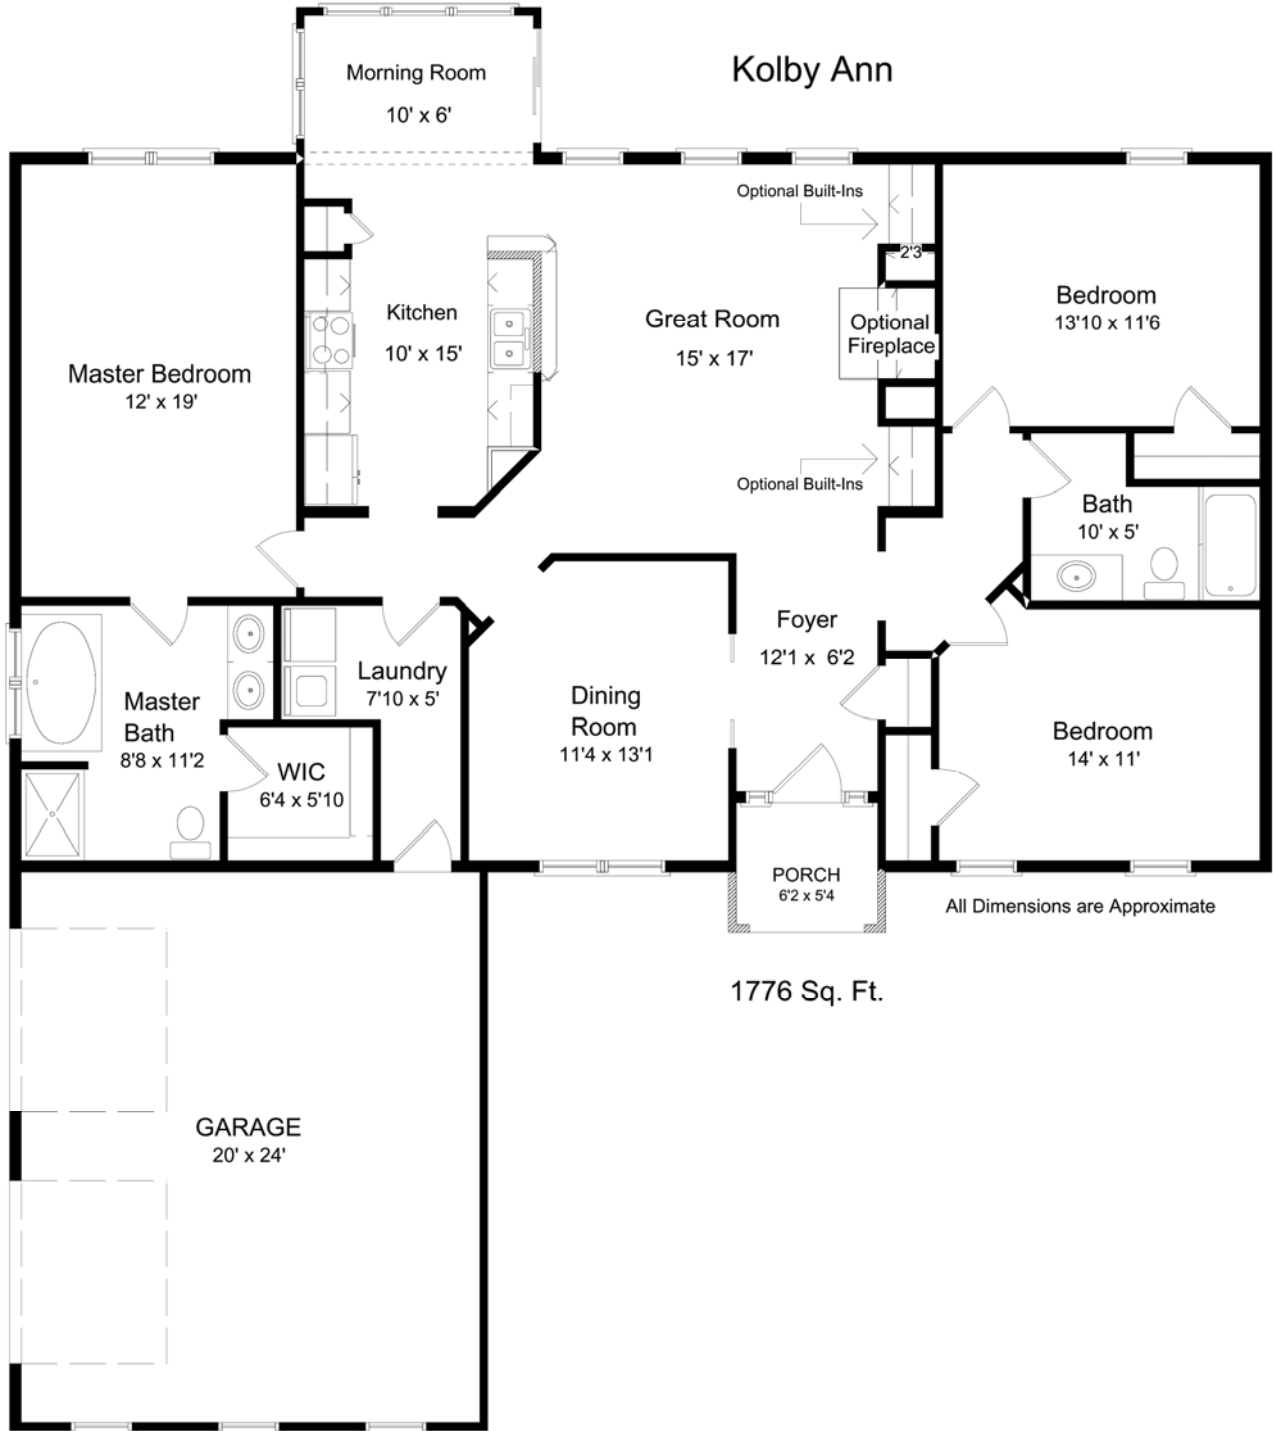 Kolby Ann
Morning Room
10' x 6'
Optional Built-Ins
2'3
Kitchen
10' x 15'
Great Room
15' x 17'
Optional
Fireplace
Bedroom
13'10 x 11'6
Master Bedroom
12' x 19'
Optional Built-Ins
Bath
10' x 5'
Foyer
12'1 x 6'2
Laundry
7'10 x 5'
Master
Bath
8'8 x 11'2
Dining
Room
11'4 x 13'1
WIC
6'4 x 5'10
Bedroom
14' x 11'
PORCH
6'2 x 5'4
All Dimensions are Approximate
1776 Sq. Ft.
GARAGE
20' x 24'